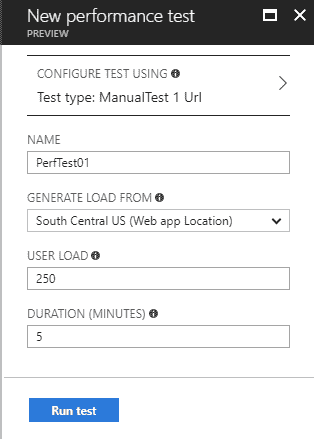 New performance test
PREVIEW
CONFIGURE TEST USING
Test type: ManualTest 1 Url
NAME
PerfTest01
GENERATE LOAD FROM
South Central US (Web app Location)
USER LOAD
250
DURATION (MINUTES)
5
Run test